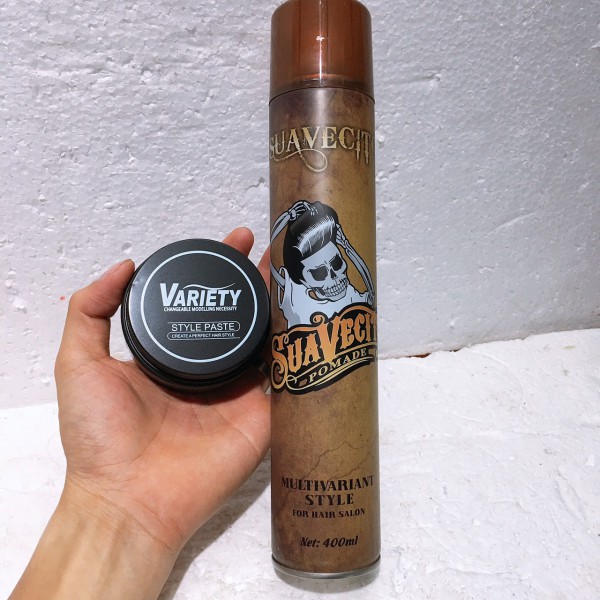 VARIETY
CHANGEABLE MODELLING NECESSITY
STYLE PASTE
CREATE A PERFECT HAIR STYLE
SUAVECIT
SUAVECIT
POMADE
MULTIVARIANT
STYLE
FOR HAIR SALON
Net: 400ml